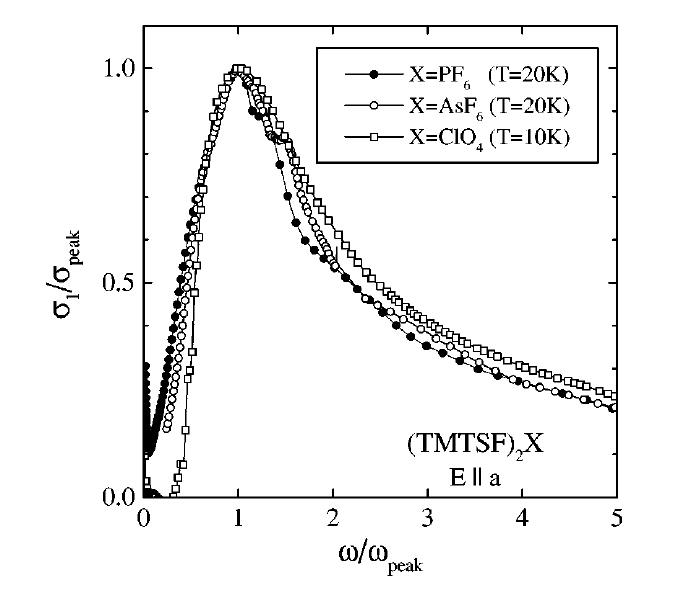 X=PF₆ (T=20K)
X=AsF₆ (T=20K)
X=ClO₄ (T=10K)
1.0
0.5
0.0
σ₁/σpeak
(TMTSF)₂X
E || a
0 1 2 3 4 5
ω/ωpeak